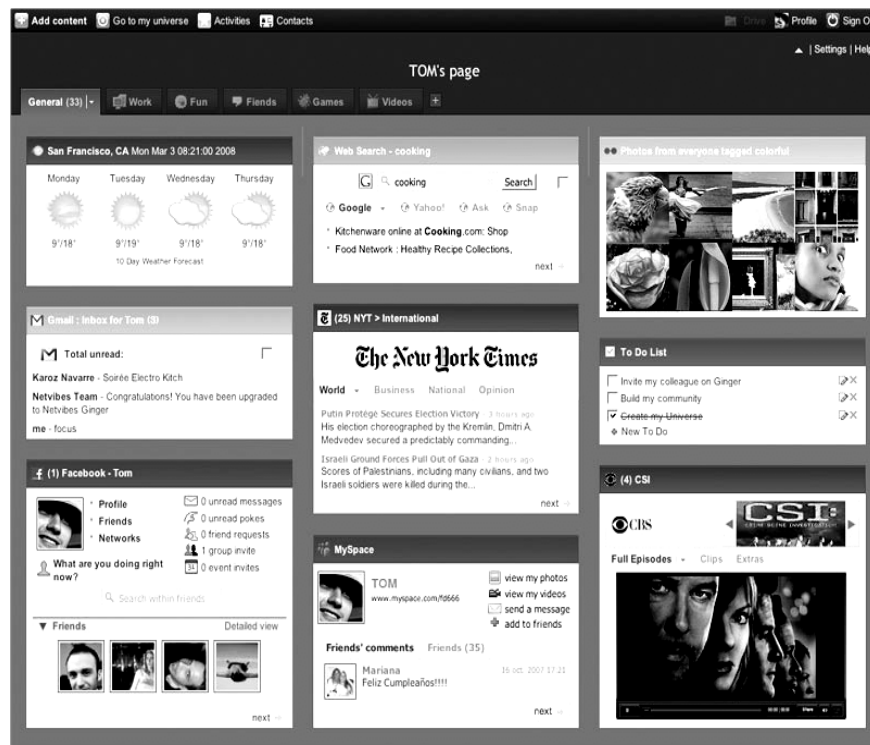 Add content Go to my universe Activities Contacts Drive Profile Sign O
Settings | Help
TOM's page
General (33) Work Fun Fiends Games Videos
San Francisco, CA Mon Mar 3 08:21:00 2008
Monday Tuesday Wednesday Thursday
9°/18° 9°/19° 9°/18° 9°/18°
10 Day Weather Forecast
Gmail : Inbox for Tom (3)
Total unread:
Karoz Navarre - Soirée Electro Kitch
Netvibes Team - Congratulations! You have been upgraded
to Netvibes Ginger
me - focus
(1) Facebook - Tom
Profile
Friends
Networks
0 unread messages
0 unread pokes
0 friend requests
1 group invite
0 event invites
What are you doing right
now?
Search within friends
Friends Detailed view
next
Web Search - cooking
G cooking Search
Google Yahoo! Ask Snap
Kitchenware online at Cooking.com: Shop
Food Network : Healthy Recipe Collections,
next
(25) NYT > International
The New York Times
World Business National Opinion
Putin Protége Secures Election Victory - 3 hours ago
His election choreographed by the Kremlin, Dmitri A.
Medvedev secured a predictably commanding...
Israeli Ground Forces Pull Out of Gaza - 2 hours ago
Scores of Palestinians, including many civilians, and two
Israeli soldiers were killed during the...
next
MySpace
TOM
www.myspace.com/fd666
view my photos
view my videos
send a message
add to friends
Friends' comments Friends (35)
Mariana 16 oct. 2007 17:21
Feliz Cumpleaños!!!!
next
Photos from everyone tagged colorful
To Do List
Invite my colleague on Ginger
Build my community
Create my Universe
New To Do
(4) CSI
CBS
CSI:
CRIME SCENE INVESTIGATION
Full Episodes Clips Extras
Share